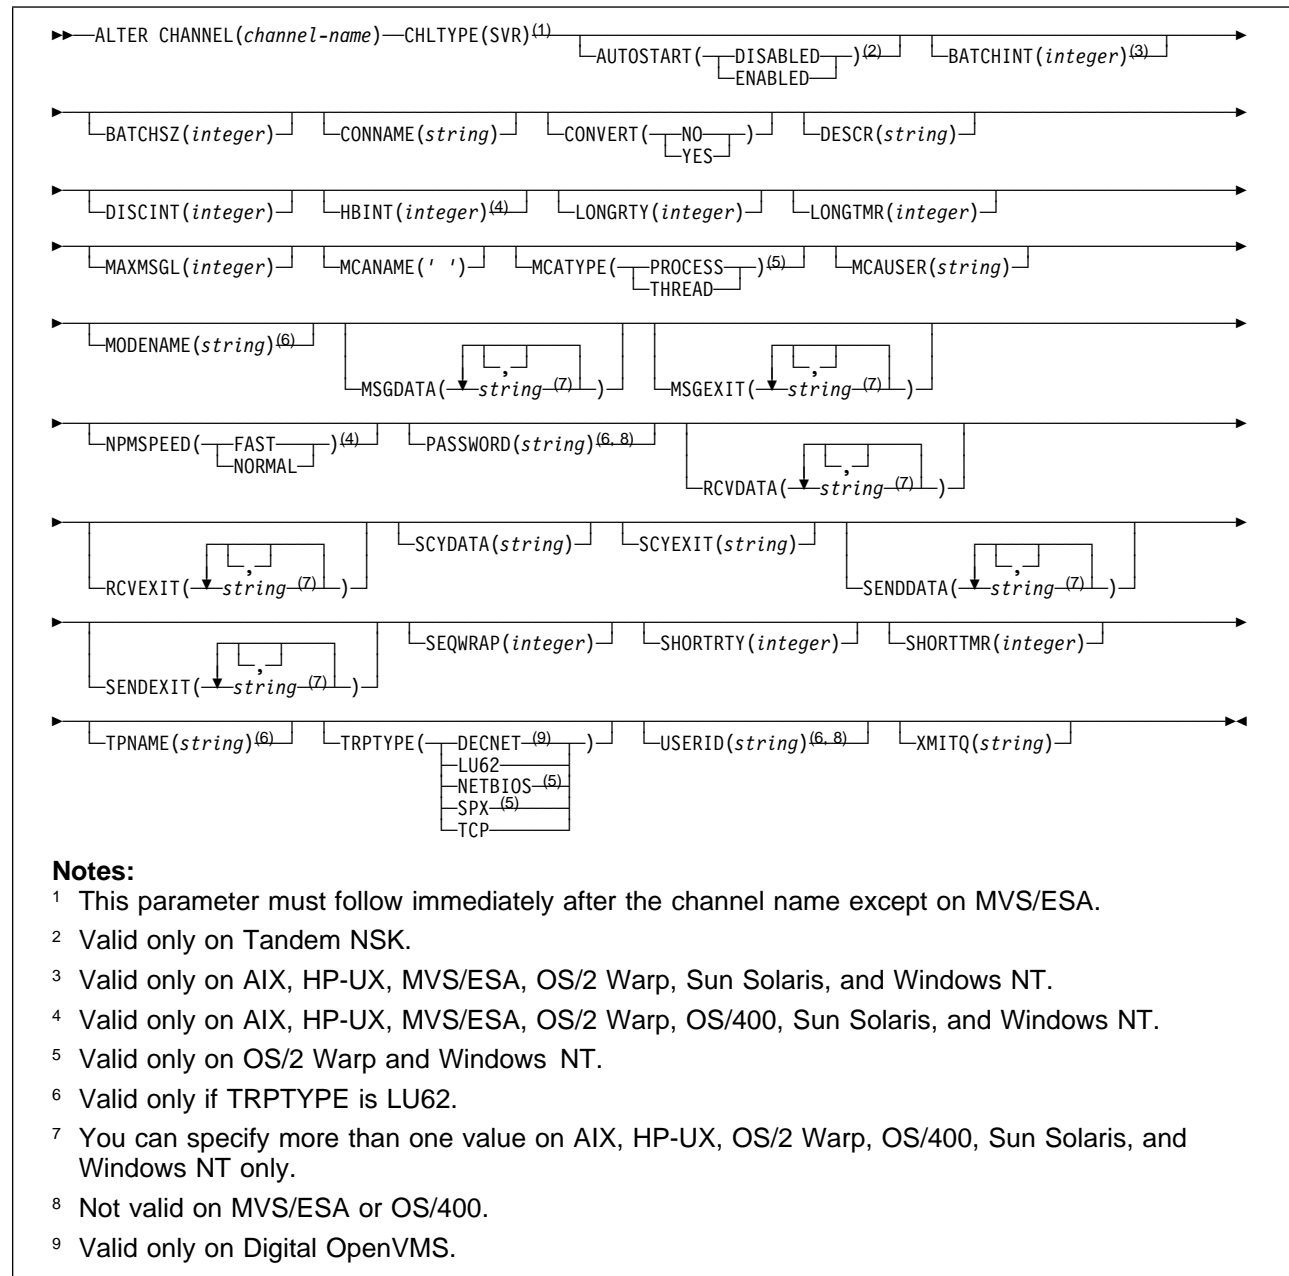 ALTER CHANNEL(channel-name) CHLTYPE(SVR)(1) AUTOSTART( DISABLED )(2) BATCHINT(integer)(3)
ENABLED
BATCHSZ(integer) CONNAME(string) CONVERT( NO ) DESCR(string)
YES
DISCINT(integer) HBINT(integer)(4) LONGRTY(integer) LONGTMR(integer)
MAXMSGL(integer) MCANAME(' ') MCATYPE( PROCESS )(5) MCAUSER(string)
THREAD
MODENAME(string)(6)
, ,
MSGDATA( string (7) ) MSGEXIT( string (7) )
NPMSPEED( FAST )(4) PASSWORD(string)(6, 8)
NORMAL ,
RCVDATA( string (7) )
SCYDATA(string) SCYEXIT(string)
, ,
RCVEXIT( string (7) ) SENDDATA( string (7) )
SEQWRAP(integer) SHORTRTY(integer) SHORTTMR(integer)
,
SENDEXIT( string (7) )
TPNAME(string)(6) TRPTYPE( DECNET (9) ) USERID(string)(6, 8) XMITQ(string)
LU62
NETBIOS (5)
SPX (5)
TCP
Notes:
1 This parameter must follow immediately after the channel name except on MVS/ESA.
2 Valid only on Tandem NSK.
3 Valid only on AIX, HP-UX, MVS/ESA, OS/2 Warp, Sun Solaris, and Windows NT.
4 Valid only on AIX, HP-UX, MVS/ESA, OS/2 Warp, OS/400, Sun Solaris, and Windows NT.
5 Valid only on OS/2 Warp and Windows NT.
6 Valid only if TRPTYPE is LU62.
7 You can specify more than one value on AIX, HP-UX, OS/2 Warp, OS/400, Sun Solaris, and
Windows NT only.
8 Not valid on MVS/ESA or OS/400.
9 Valid only on Digital OpenVMS.